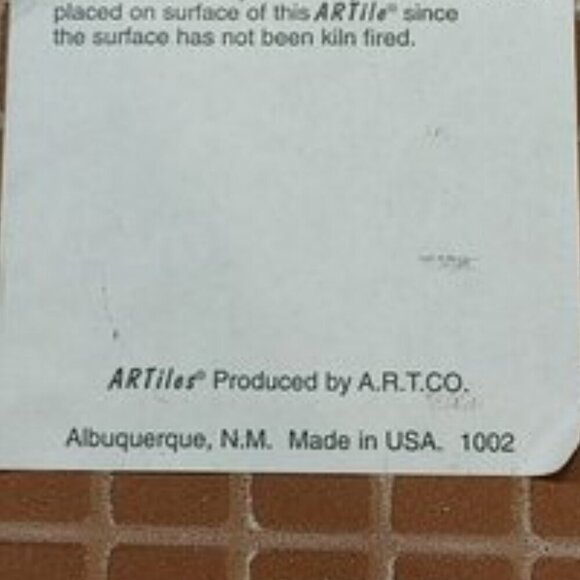 placed on surface of this ARTile® since
the surface has not been kiln fired.
ARTiles® Produced by A.R.T.CO.
Albuquerque, N.M. Made in USA. 1002